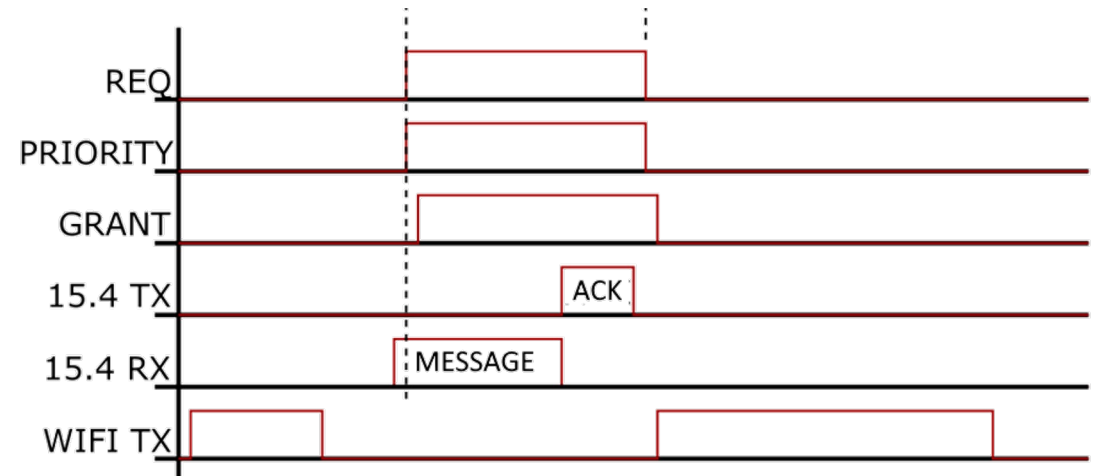 REQ
PRIORITY
GRANT
15.4 TX
ACK
15.4 RX
MESSAGE
WIFI TX